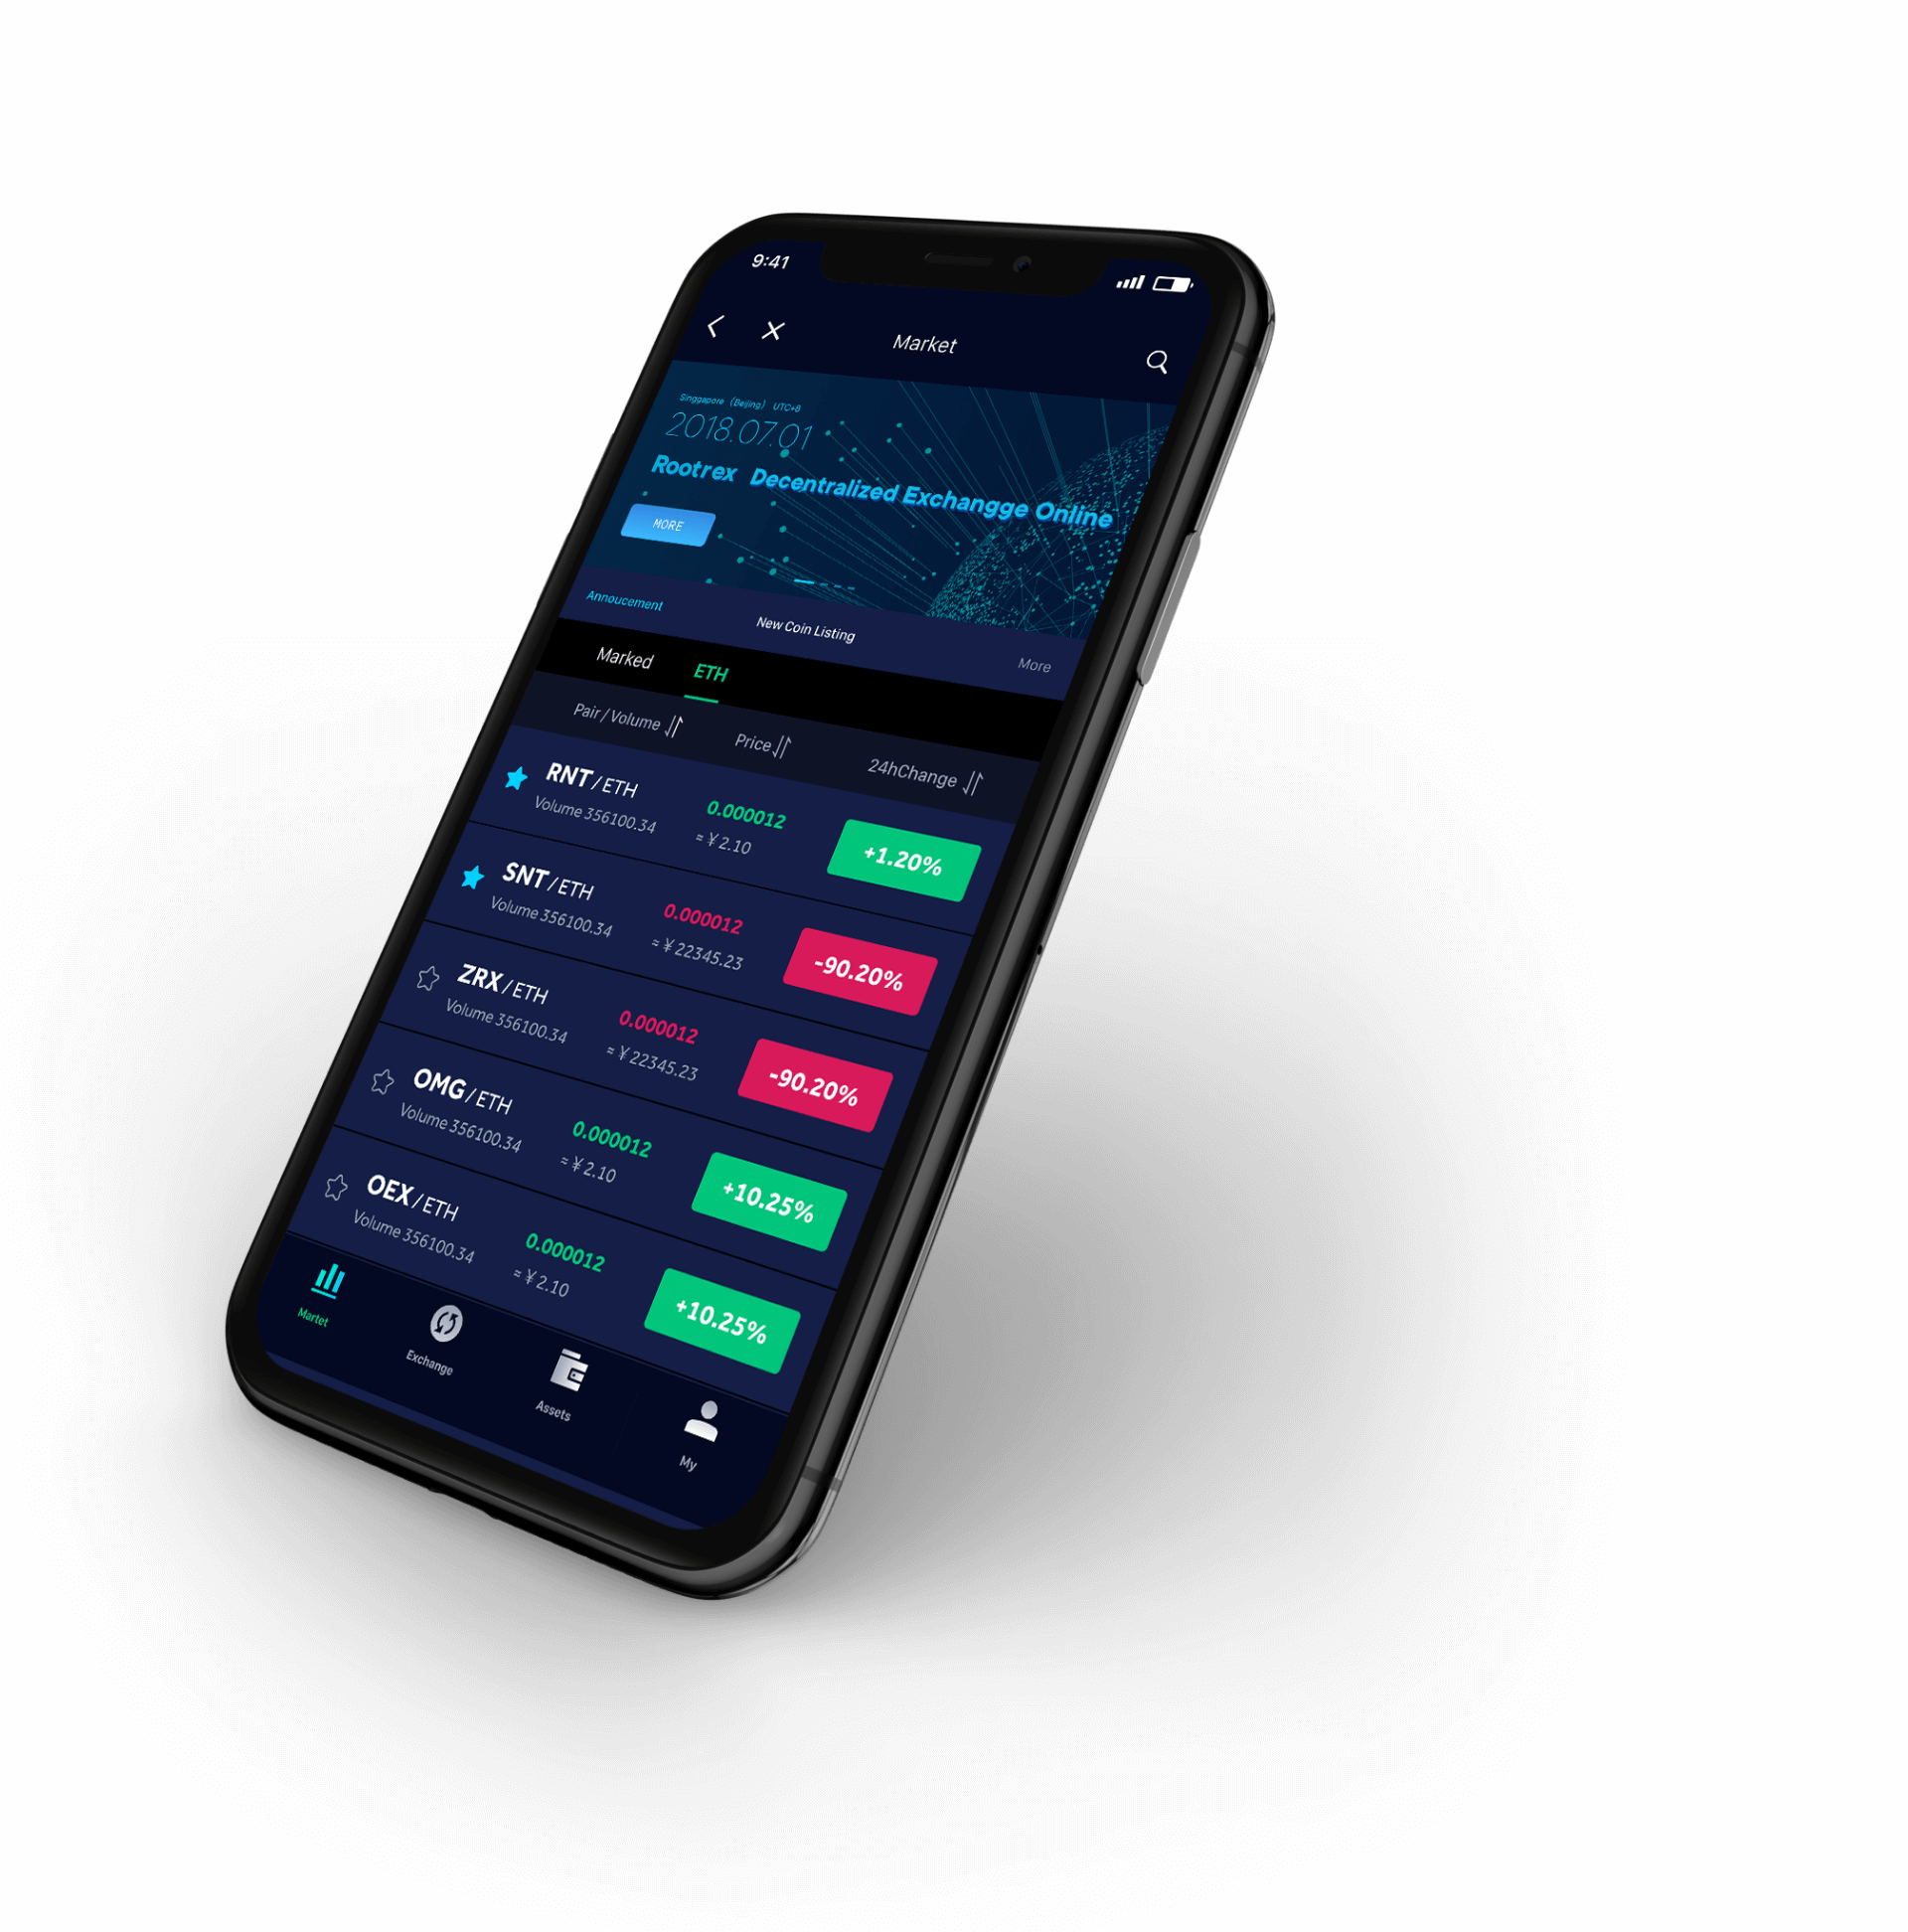 9:41
Market
Singgapore (Beijing) UTC+8
2018.07.01
Rootrex Decentralized Exchangge Online
MORE
Annoucement New Coin Listing More
Marked ETH
Pair / Volume Price 24hChange
RNT / ETH 0.000012 +1.20%
Volume 356100.34 ≈ ¥ 2.10
SNT / ETH 0.000012 -90.20%
Volume 356100.34 ≈ ¥ 22345.23
ZRX / ETH 0.000012 -90.20%
Volume 356100.34 ≈ ¥ 22345.23
OMG / ETH 0.000012 +10.25%
Volume 356100.34 ≈ ¥ 2.10
OEX / ETH 0.000012 +10.25%
Volume 356100.34 ≈ ¥ 2.10
Martet Exchange Assets My